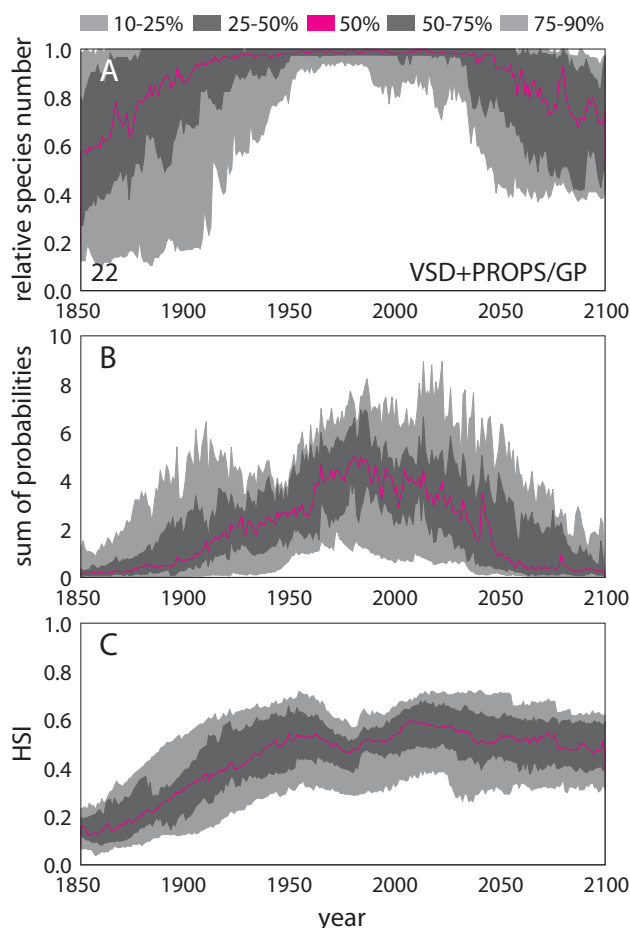 10-25% 25-50% 50% 50-75% 75-90%
1.0
A
0.8
0.6
0.4
0.2
0.0
relative species number
22 VSD+PROPS/GP
1850 1900 1950 2000 2050 2100
10
B
8
6
4
2
0
sum of probabilities
1850 1900 1950 2000 2050 2100
1.0
C
0.8
0.6
0.4
0.2
0.0
HSI
1850 1900 1950 2000 2050 2100
year